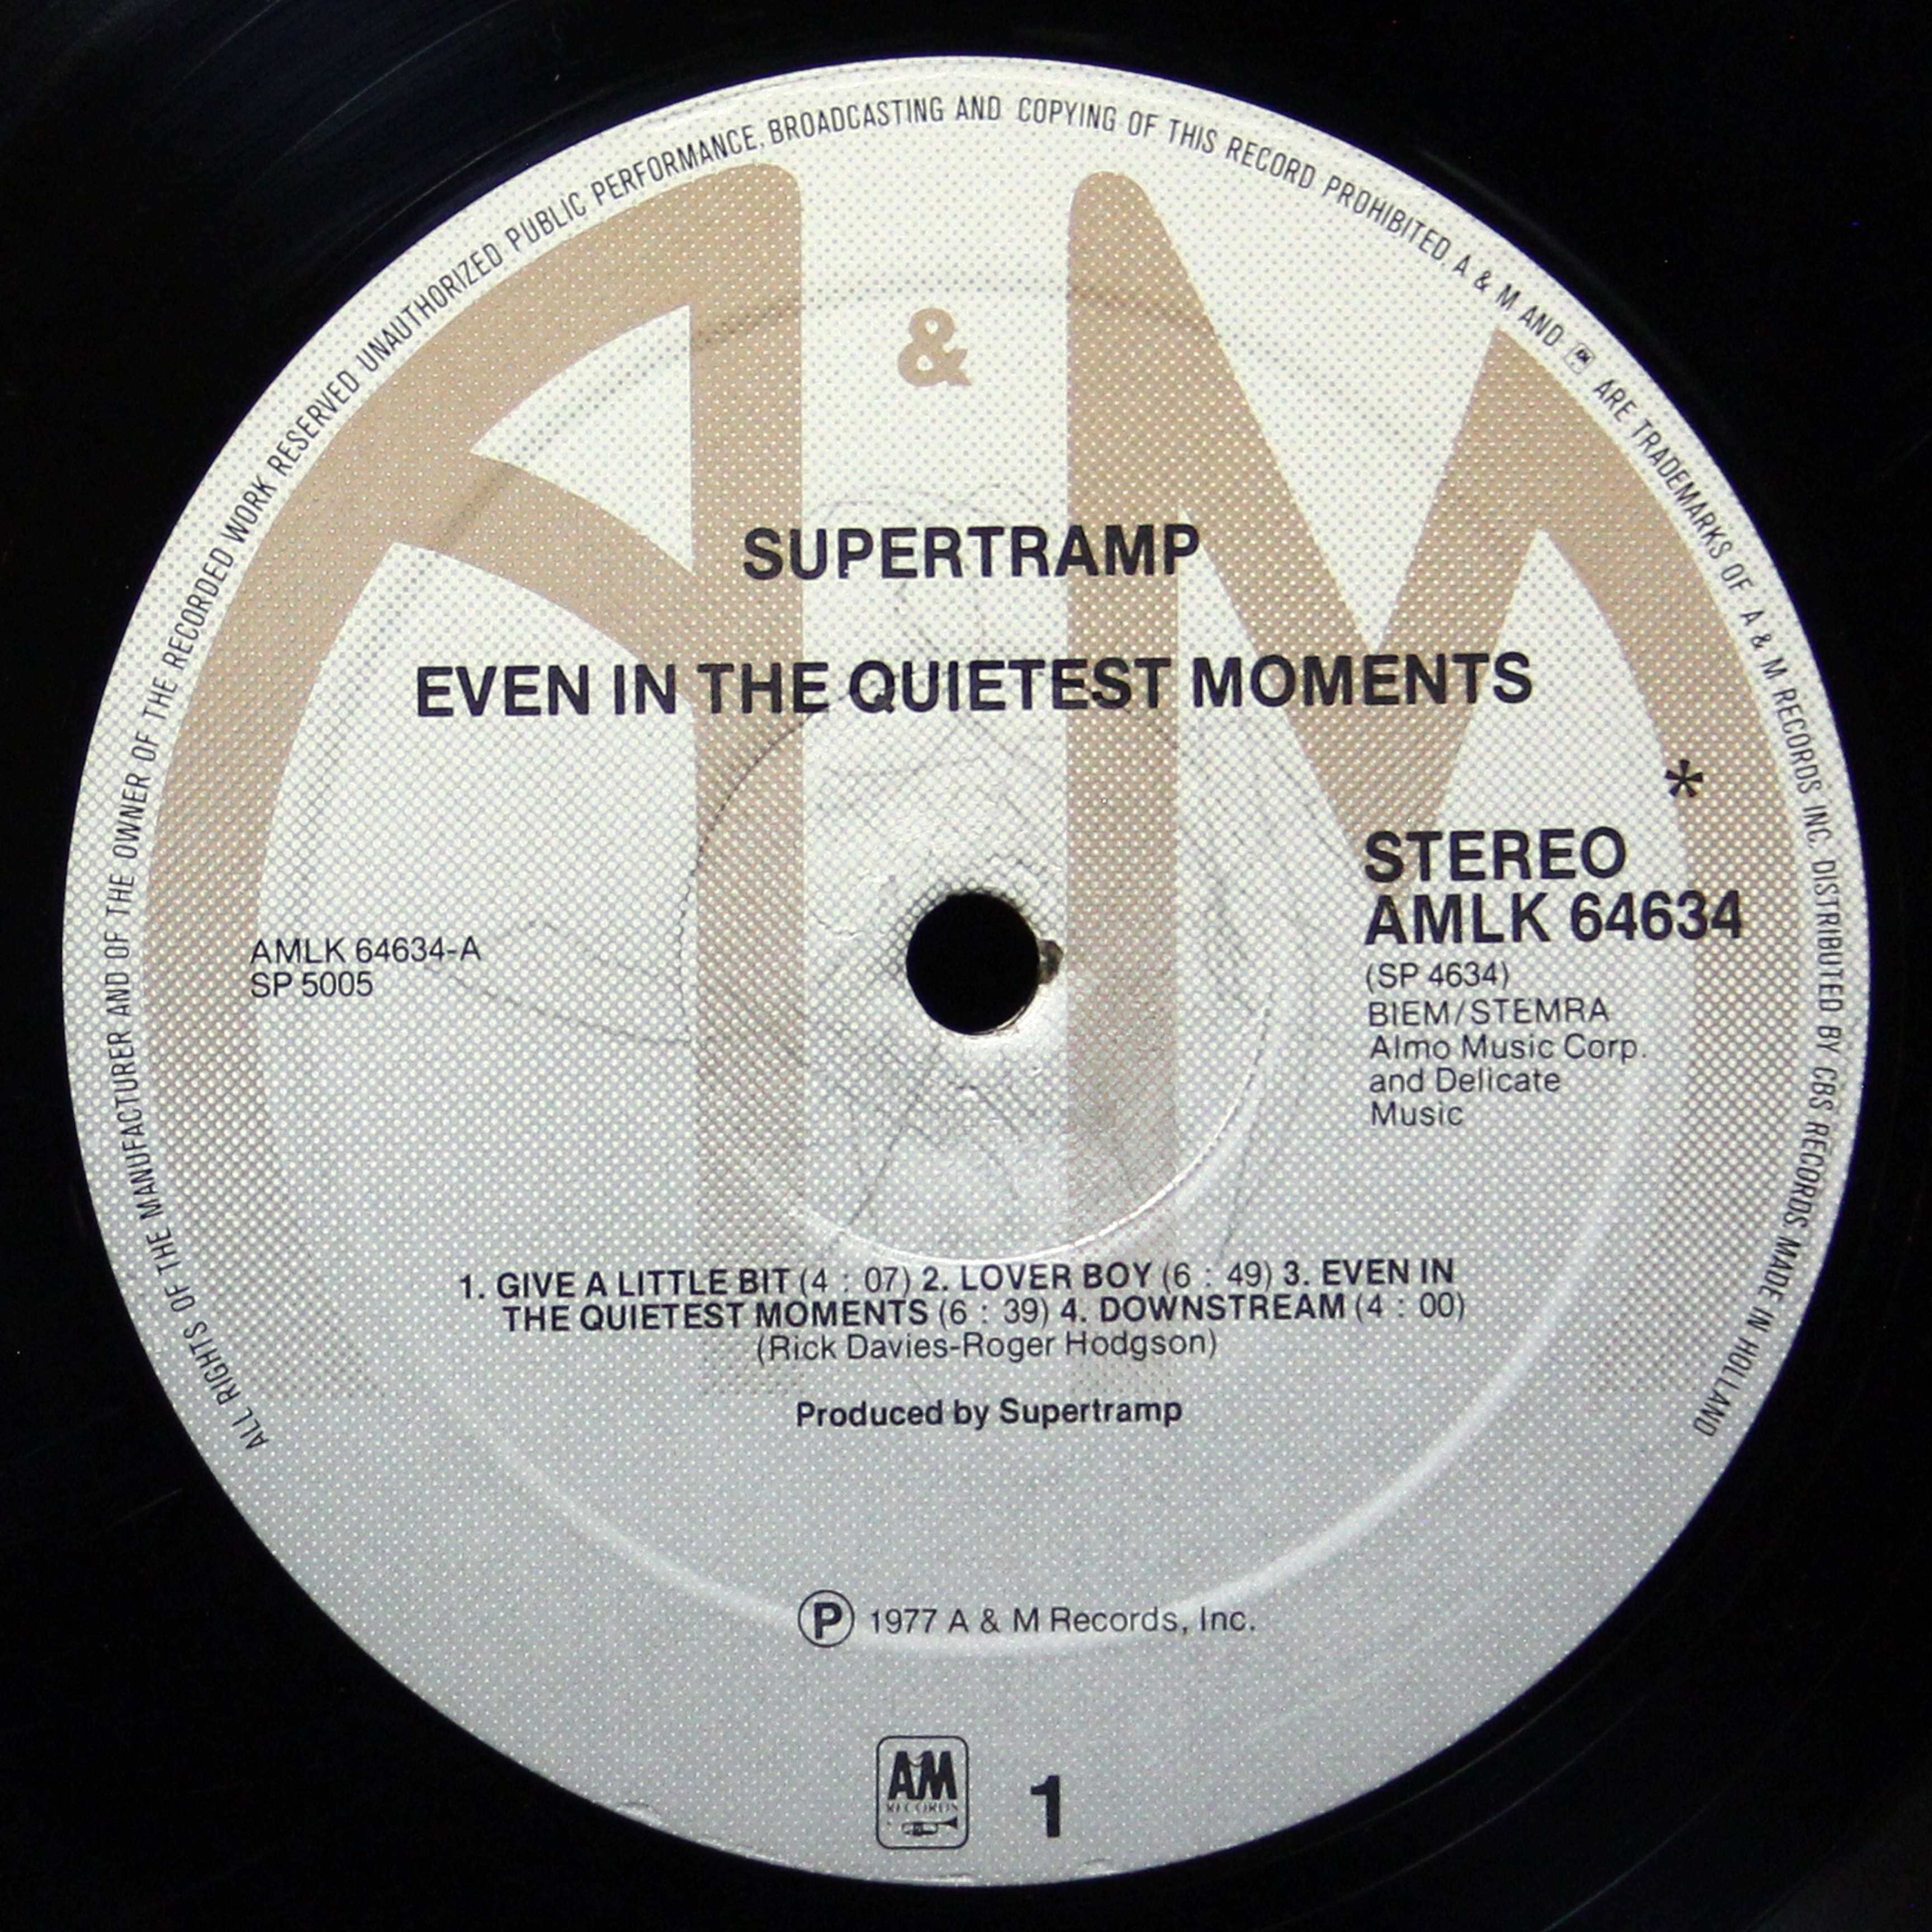 ALL RIGHTS OF THE MANUFACTURER AND OF THE OWNER OF THE RECORDED WORK RESERVED UNAUTHORIZED PUBLIC PERFORMANCE, BROADCASTING AND COPYING OF THIS RECORD PROHIBITED. A & M AND AM ARE TRADEMARKS OF A & M RECORDS INC. DISTRIBUTED BY CBS RECORDS MADE IN HOLLAND
A & M
SUPERTRAMP
EVEN IN THE QUIETEST MOMENTS
*
STEREO
AMLK 64634
(SP 4634)
BIEM/STEMRA
Almo Music Corp.
and Delicate
Music
AMLK 64634-A
SP 5005
1. GIVE A LITTLE BIT (4 : 07) 2. LOVER BOY (6 : 49) 3. EVEN IN
THE QUIETEST MOMENTS (6 : 39) 4. DOWNSTREAM (4 : 00)
(Rick Davies-Roger Hodgson)
Produced by Supertramp
Ⓟ 1977 A & M Records, Inc.
AM
RECORDS
1